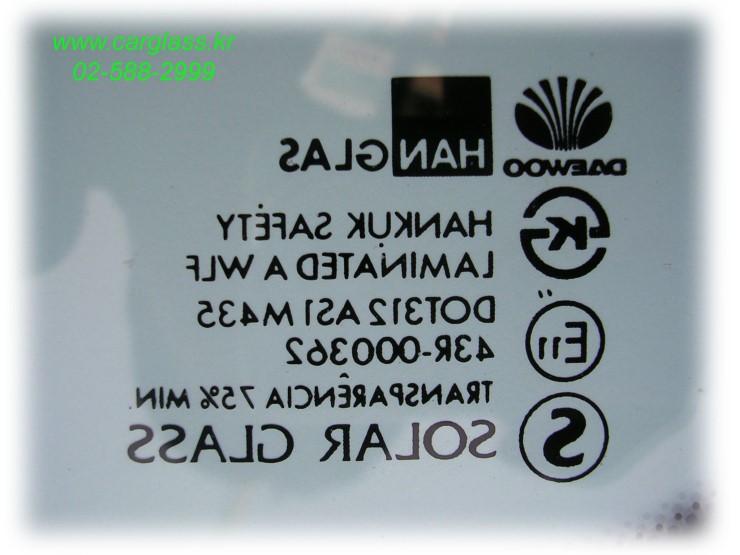 www.carglass.kr
02-588-2999
DAEWOO
HANGLAS
K
HANKUK SAFETY
LAMINATED A WLF
E11
DOT312 AS1 M435
43R-000362
TRANSPARÊNCIA 75% MIN.
S
SOLAR GLASS